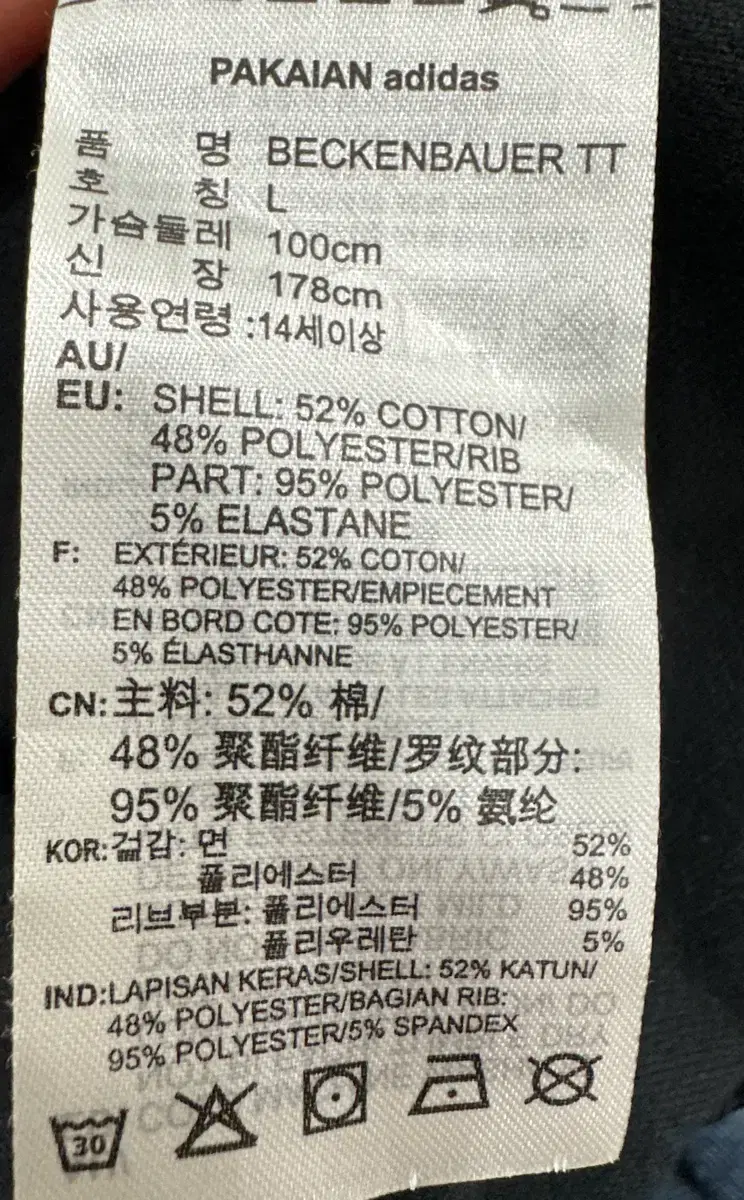 PAKAIAN adidas
품 명 BECKENBAUER TT
호 칭 L
가슴둘레 100cm
신 장 178cm
사용연령 :14세이상
AU/
EU: SHELL: 52% COTTON/
48% POLYESTER/RIB
PART: 95% POLYESTER/
5% ELASTANE
F: EXTÉRIEUR: 52% COTON/
48% POLYESTER/EMPIECEMENT
EN BORD COTE: 95% POLYESTER/
5% ÉLASTHANNE
CN: 主料: 52% 棉/
48% 聚酯纤维/罗纹部分:
95% 聚酯纤维/5% 氨纶
KOR: 겉감: 면 52%
폴리에스터 48%
리브부분: 폴리에스터 95%
폴리우레탄 5%
IND: LAPISAN KERAS/SHELL: 52% KATUN/
48% POLYESTER/BAGIAN RIB:
95% POLYESTER/5% SPANDEX
30